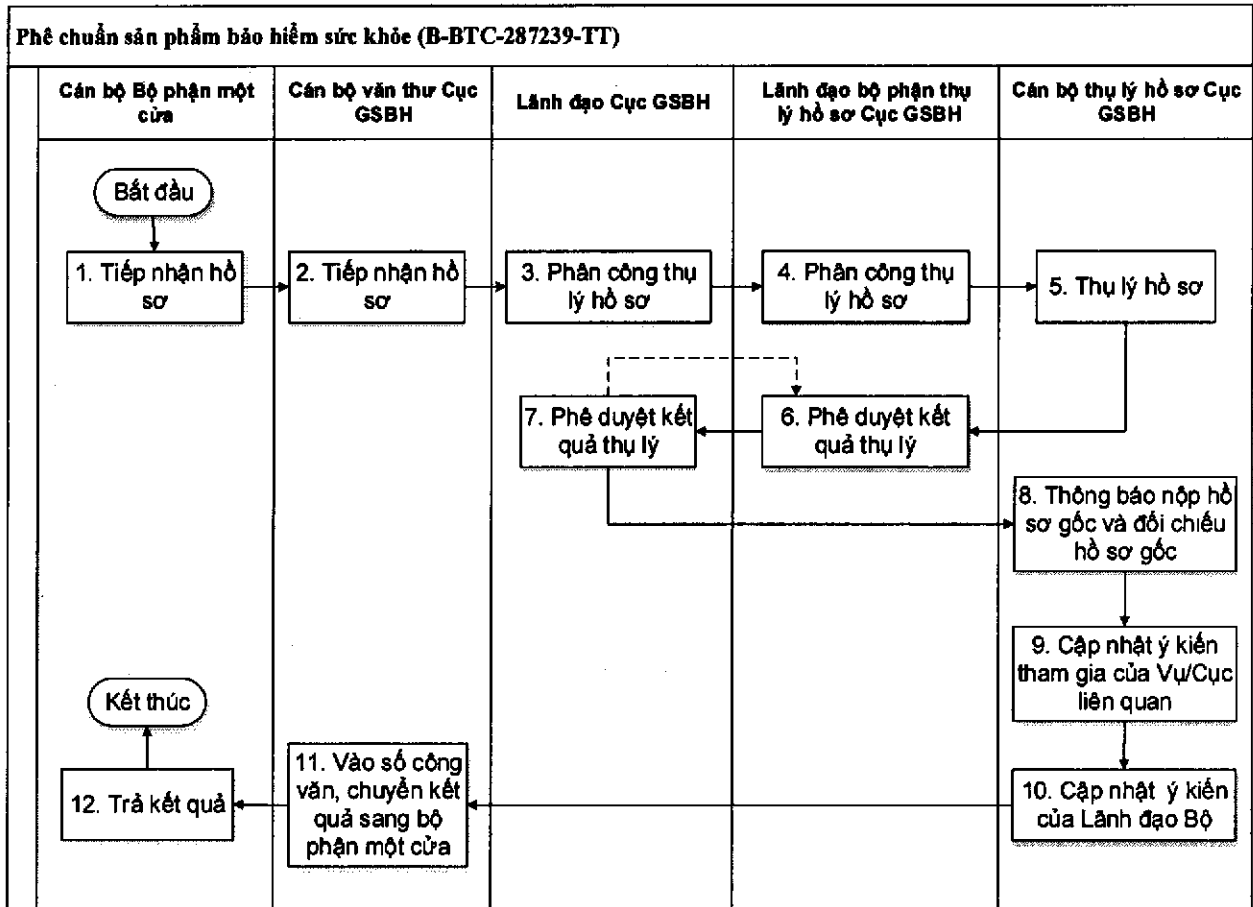 Phê chuẩn sản phẩm bảo hiểm sức khỏe (B-BTC-287239-TT)
Cán bộ Bộ phận một
cửa
Cán bộ văn thư Cục
GSBH
Lãnh đạo Cục GSBH
Lãnh đạo bộ phận thụ
lý hồ sơ Cục GSBH
Cán bộ thụ lý hồ sơ Cục
GSBH
Bắt đầu
1. Tiếp nhận hồ
sơ
2. Tiếp nhận hồ
sơ
3. Phân công thụ
lý hồ sơ
4. Phân công thụ
lý hồ sơ
5. Thụ lý hồ sơ
7. Phê duyệt kết
quả thụ lý
6. Phê duyệt kết
quả thụ lý
8. Thông báo nộp hồ
sơ gốc và đối chiếu
hồ sơ gốc
9. Cập nhật ý kiến
tham gia của Vụ/Cục
liên quan
Kết thúc
12. Trả kết quả
11. Vào số công
văn, chuyển kết
quả sang bộ
phận một cửa
10. Cập nhật ý kiến
của Lãnh đạo Bộ